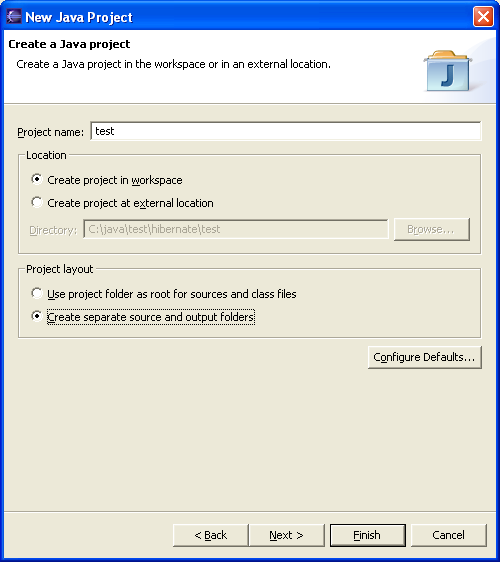 New Java Project
Create a Java project
Create a Java project in the workspace or in an external location.
J
Project name: test
Location
Create project in workspace
Create project at external location
Directory: C:\java\test\hibernate\test Browse...
Project layout
Use project folder as root for sources and class files
Create separate source and output folders
Configure Defaults...
< Back Next > Finish Cancel